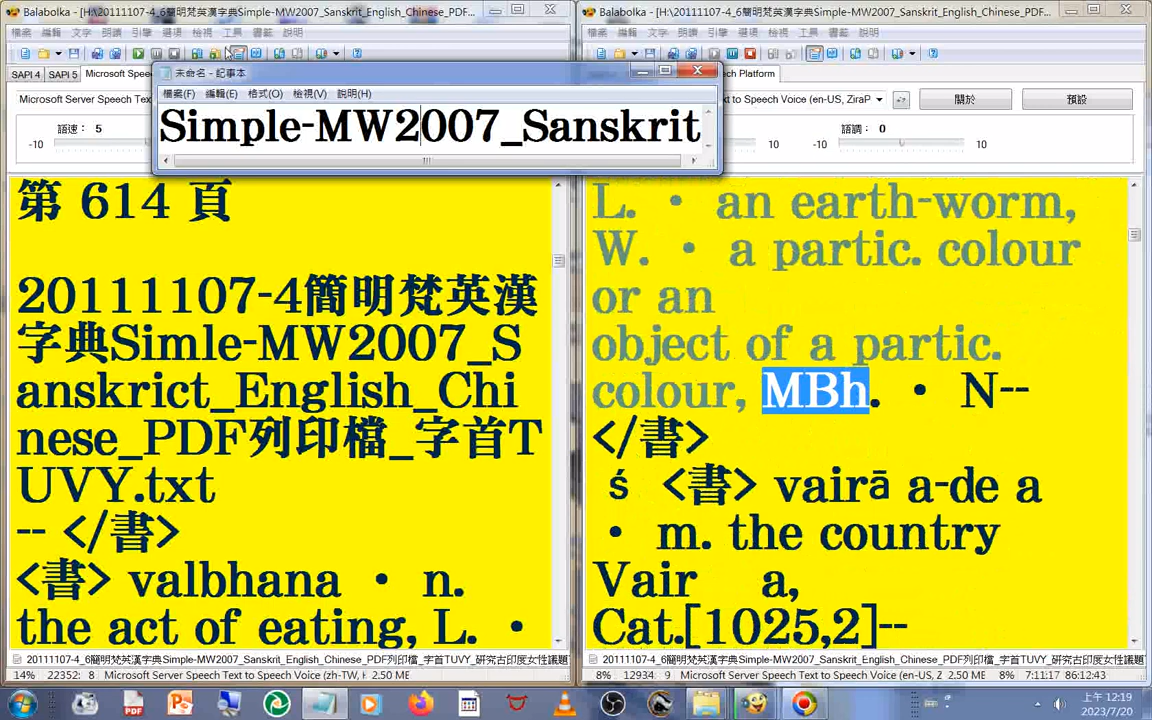 Balabolka - [H:\20111107-4_6簡明梵英漢字典Simple-MW2007_Sanskrit_English_Chinese_PDF...
檔案 編輯 文字 朗讀 引擎 選項 檢視 工具 書籤 說明
SAPI 4 SAPI 5 Microsoft Speech
Microsoft Server Speech Text
語速： 5
-10
未命名 - 記事本
檔案(F) 編輯(E) 格式(O) 檢視(V) 說明(H)
Simple-MW2007_Sanskrit
第 614 頁
20111107-4簡明梵英漢
字典Simle-MW2007_S
anskrict_English_Chi
nese_PDF列印檔_字首T
UVY.txt
-- </書>
<書> valbhana • n.
the act of eating, L. •
20111107-4_6簡明梵英漢字典Simple-MW2007_Sanskrit_English_Chinese_PDF列印檔_字首TUVY_研究古印度女性議題
14% 22352: 8 Microsoft Server Speech Text to Speech Voice (zh-TW, H 2.50 MB
Balabolka - [H:\20111107-4_6簡明梵英漢字典Simple-MW2007_Sanskrit_English_Chinese_PDF...
檔案 編輯 文字 朗讀 引擎 選項 檢視 工具 書籤 說明
ch Platform
t to Speech Voice (en-US, ZiraP
關於
預設
語調： 0
10 -10 10
L. • an earth-worm,
W. • a partic. colour
or an
object of a partic.
colour, MBh. • N--
</書>
ś <書> vairā a-de a
• m. the country
Vair a,
Cat.[1025,2]--
20111107-4_6簡明梵英漢字典Simple-MW2007_Sanskrit_English_Chinese_PDF列印檔_字首TUVY_研究古印度女性議題
8% 12934: 9 Microsoft Server Speech Text to Speech Voice (en-US, Z 2.50 MB 8% 7:11:17 86:12:43
上午 12:19
2023/7/20